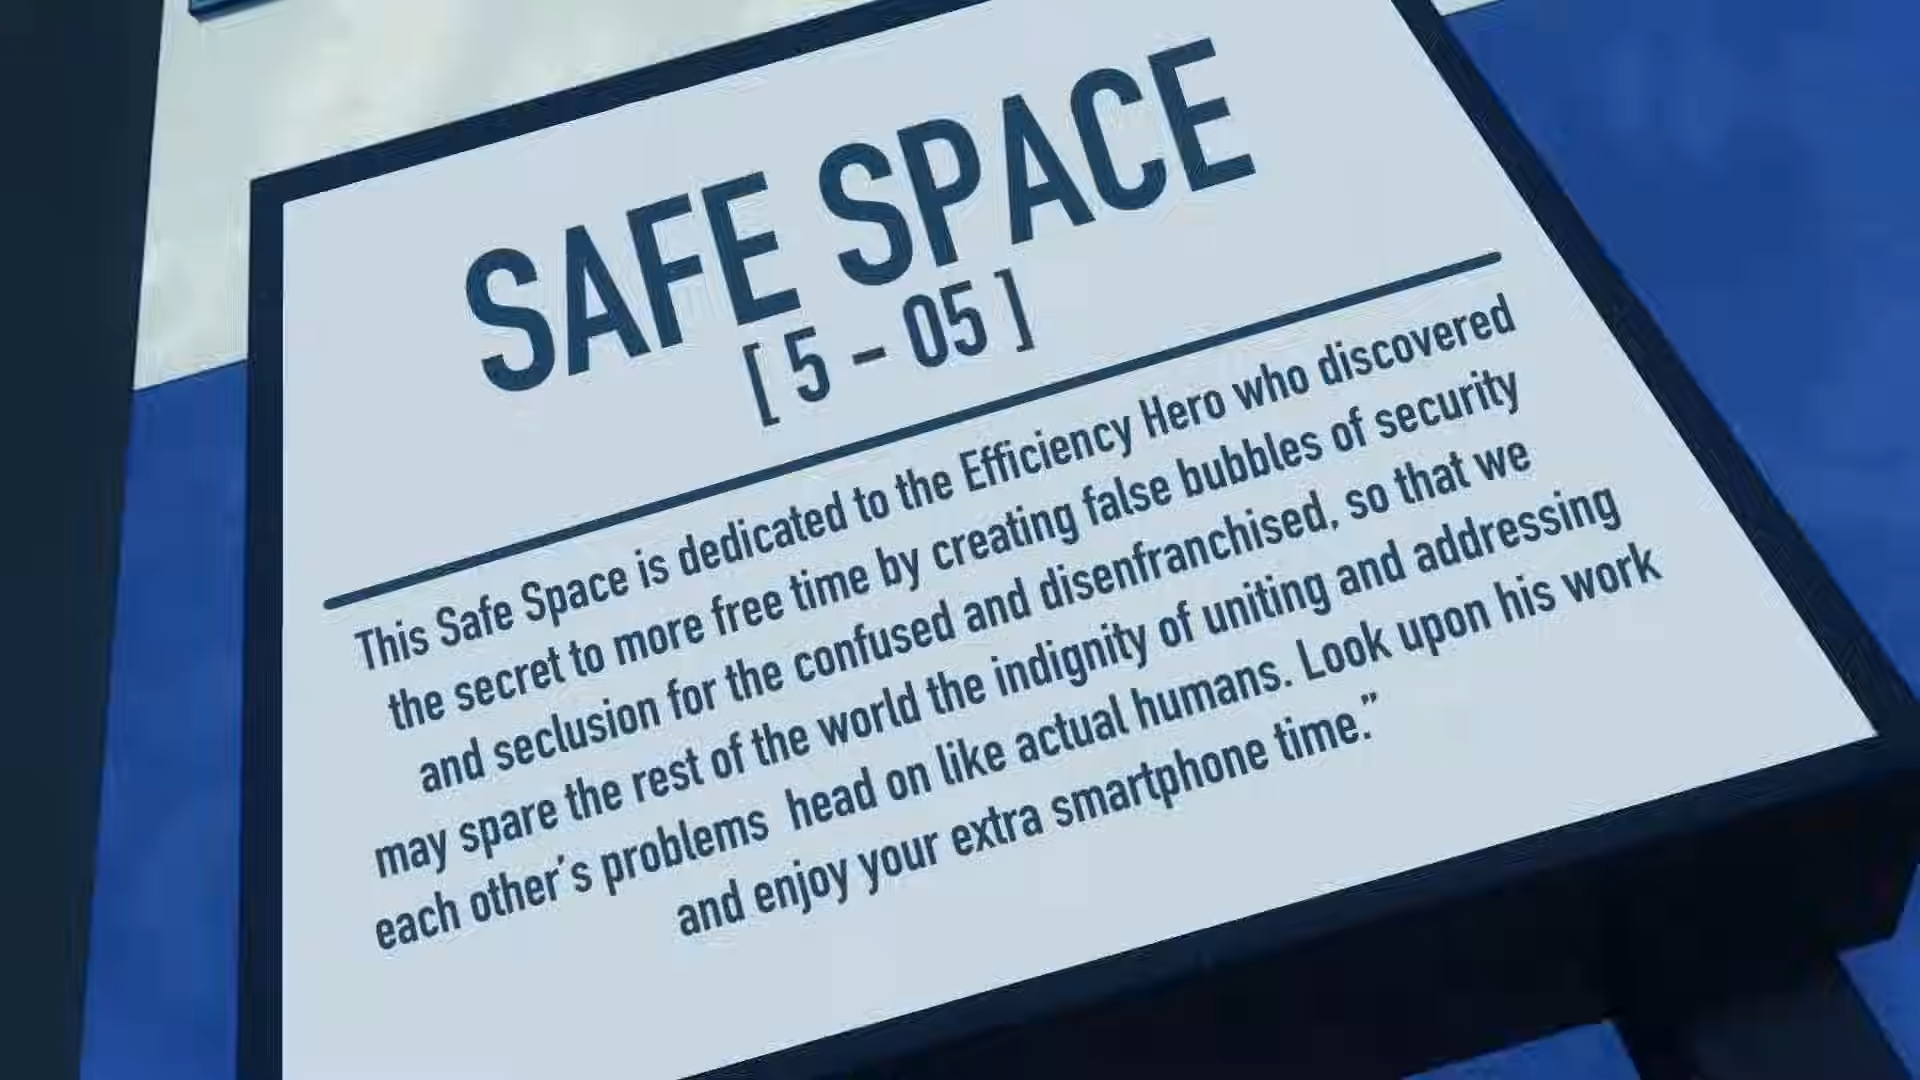 SAFE SPACE
[ 5 - 05 ]
This Safe Space is dedicated to the Efficiency Hero who discovered
the secret to more free time by creating false bubbles of security
and seclusion for the confused and disenfranchised, so that we
may spare the rest of the world the indignity of uniting and addressing
each other's problems head on like actual humans. Look upon his work
and enjoy your extra smartphone time."